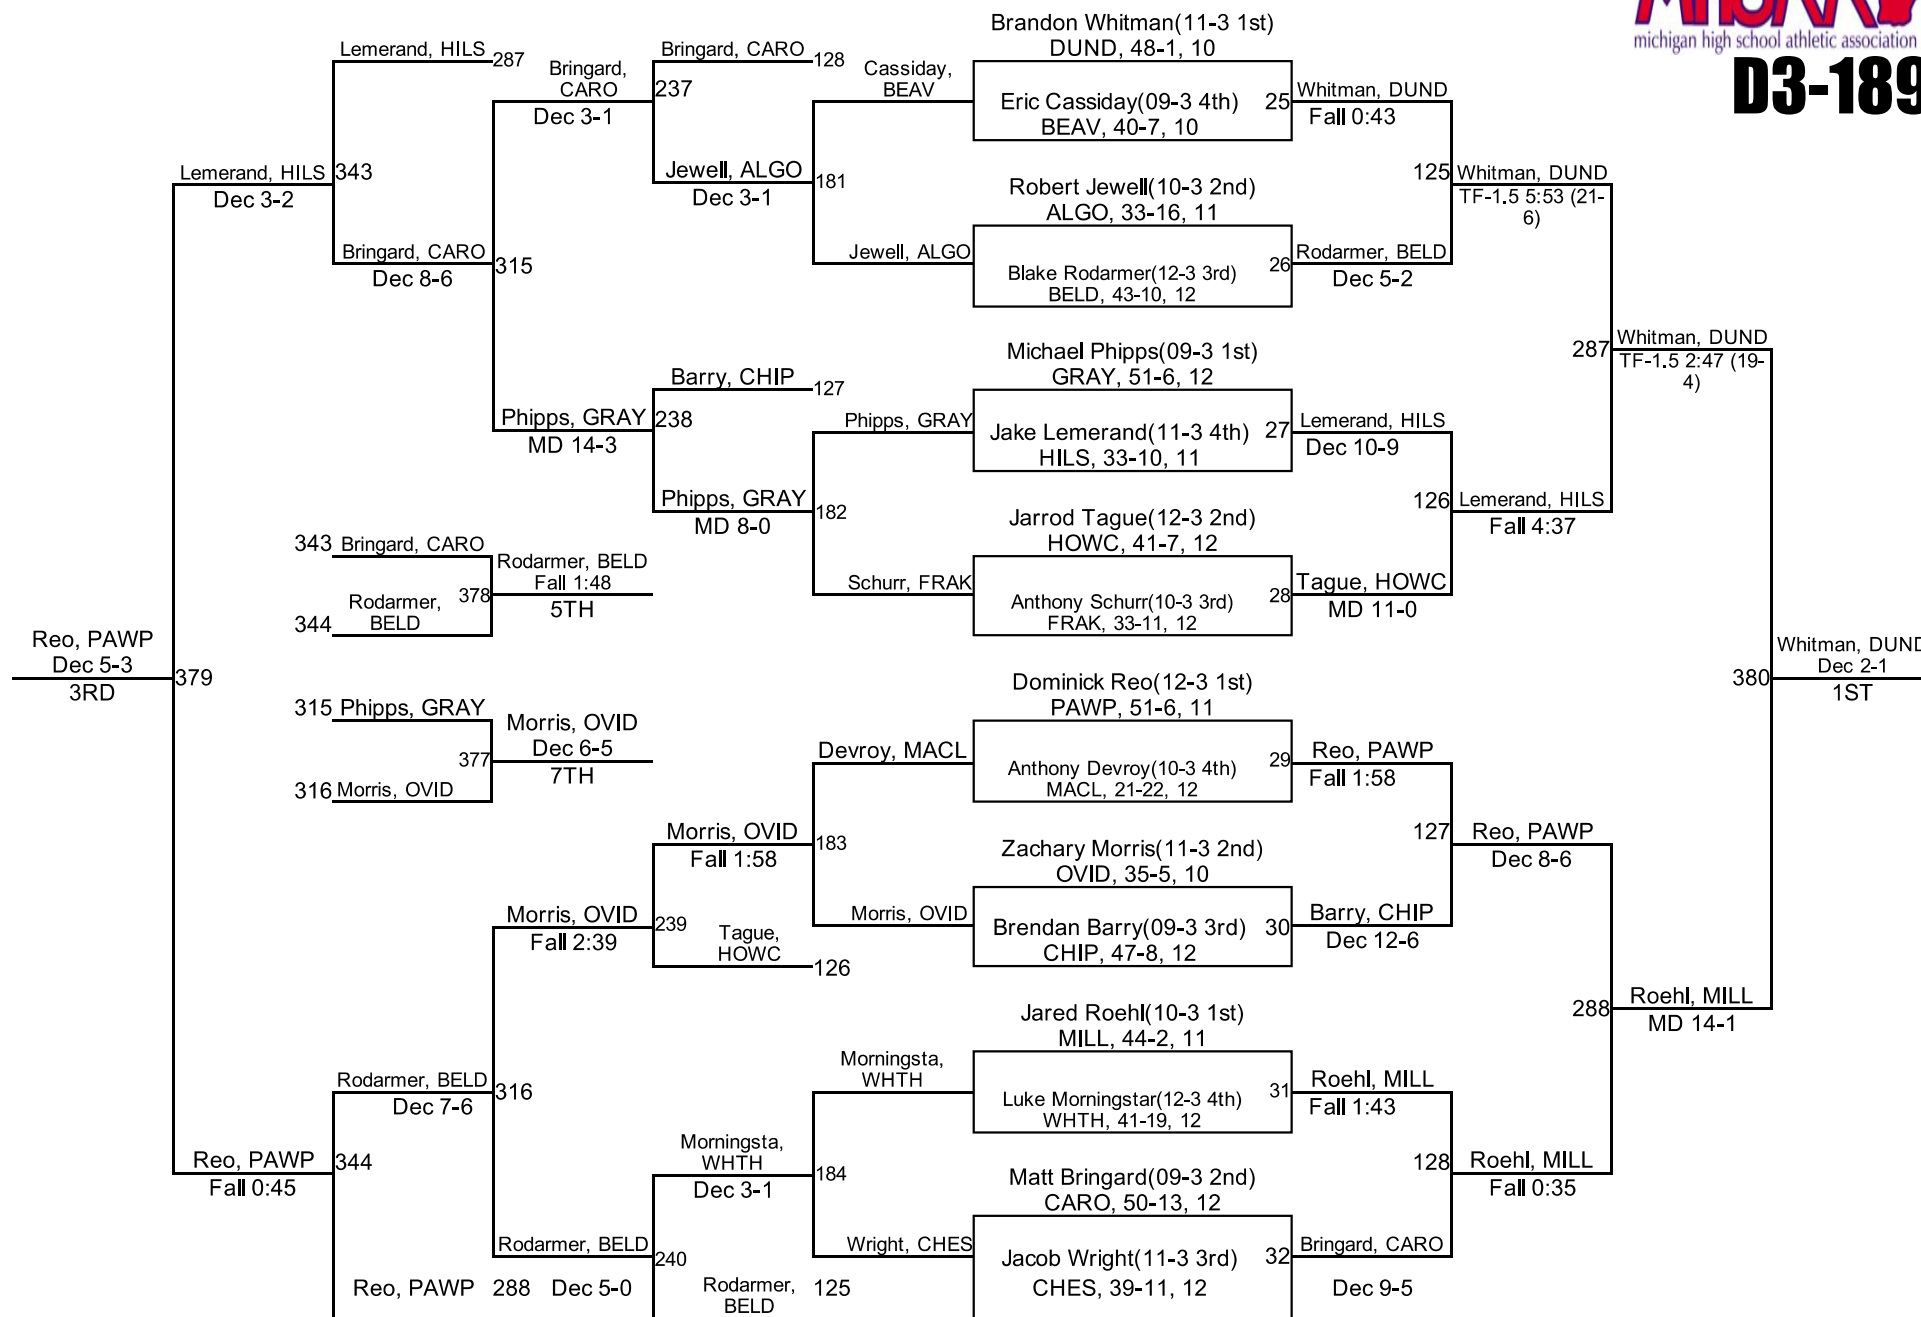 michigan high school athletic association
D3-189
Lemerand, HILS
287
Lemerand, HILS
Dec 3-2
343
Bringard, CARO
Dec 8-6
315
Bringard,
CARO
Dec 3-1
237
Bringard, CARO
128
Jewell, ALGO
Dec 3-1
181
Cassiday,
BEAV
Jewell, ALGO
Phipps, GRAY
MD 14-3
238
Barry, CHIP
127
Phipps, GRAY
MD 8-0
182
Phipps, GRAY
Schurr, FRAK
343 Bringard, CARO
344
Rodarmer,
BELD
378
Rodarmer, BELD
Fall 1:48
5TH
Reo, PAWP
Dec 5-3
3RD
379
315 Phipps, GRAY
316 Morris, OVID
377
Morris, OVID
Dec 6-5
7TH
Morris, OVID
Fall 2:39
239
Morris, OVID
Fall 1:58
183
Devroy, MACL
Morris, OVID
Tague,
HOWC
126
Rodarmer, BELD
Dec 7-6
316
Reo, PAWP
Fall 0:45
344
Morningsta,
WHTH
Dec 3-1
184
Morningsta,
WHTH
Wright, CHES
Rodarmer, BELD
Dec 5-0
240
Reo, PAWP 288
Rodarmer,
BELD
125
Brandon Whitman(11-3 1st)
DUND, 48-1, 10
Eric Cassiday(09-3 4th)
BEAV, 40-7, 10
25
Whitman, DUND
Fall 0:43
Robert Jewell(10-3 2nd)
ALGO, 33-16, 11
Blake Rodarmer(12-3 3rd)
BELD, 43-10, 12
26
Rodarmer, BELD
Dec 5-2
125
Whitman, DUND
TF-1.5 5:53 (21-
6)
Michael Phipps(09-3 1st)
GRAY, 51-6, 12
Jake Lemerand(11-3 4th)
HILS, 33-10, 11
27
Lemerand, HILS
Dec 10-9
Jarrod Tague(12-3 2nd)
HOWC, 41-7, 12
Anthony Schurr(10-3 3rd)
FRAK, 33-11, 12
28
Tague, HOWC
MD 11-0
126
Lemerand, HILS
Fall 4:37
287
Whitman, DUND
TF-1.5 2:47 (19-
4)
Dominick Reo(12-3 1st)
PAWP, 51-6, 11
Anthony Devroy(10-3 4th)
MACL, 21-22, 12
29
Reo, PAWP
Fall 1:58
Zachary Morris(11-3 2nd)
OVID, 35-5, 10
Brendan Barry(09-3 3rd)
CHIP, 47-8, 12
30
Barry, CHIP
Dec 12-6
127
Reo, PAWP
Dec 8-6
Jared Roehl(10-3 1st)
MILL, 44-2, 11
Luke Morningstar(12-3 4th)
WHTH, 41-19, 12
31
Roehl, MILL
Fall 1:43
Matt Bringard(09-3 2nd)
CARO, 50-13, 12
Jacob Wright(11-3 3rd)
CHES, 39-11, 12
32
Bringard, CARO
Dec 9-5
128
Roehl, MILL
Fall 0:35
288
Roehl, MILL
MD 14-1
380
Whitman, DUND
Dec 2-1
1ST